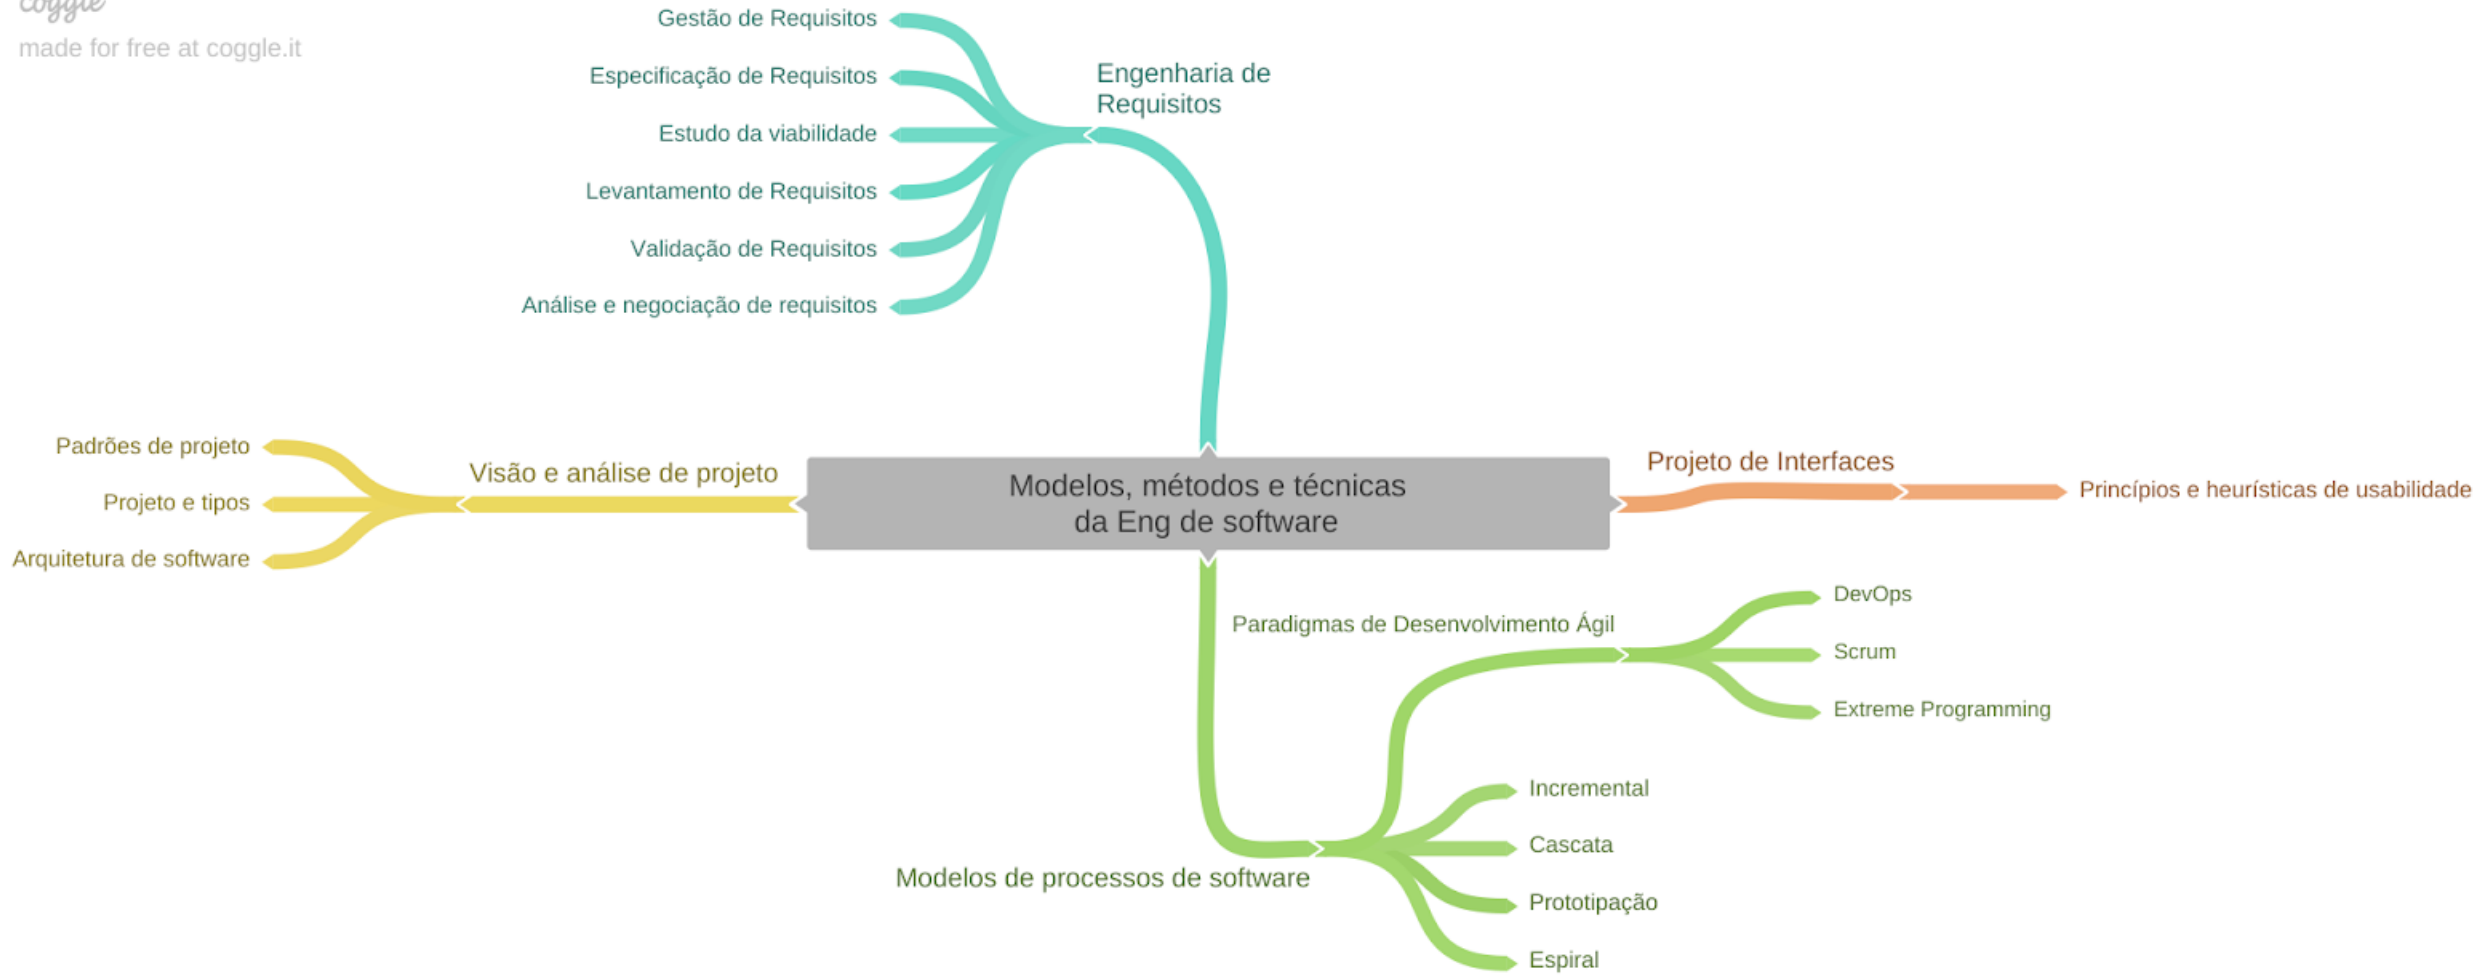 coggle
made for free at coggle.it
Gestão de Requisitos
Especificação de Requisitos
Estudo da viabilidade
Levantamento de Requisitos
Validação de Requisitos
Análise e negociação de requisitos
Engenharia de
Requisitos
Padrões de projeto
Projeto e tipos
Arquitetura de software
Visão e análise de projeto
Modelos, métodos e técnicas
da Eng de software
Projeto de Interfaces
Princípios e heurísticas de usabilidade
Paradigmas de Desenvolvimento Ágil
DevOps
Scrum
Extreme Programming
Modelos de processos de software
Incremental
Cascata
Prototipação
Espiral